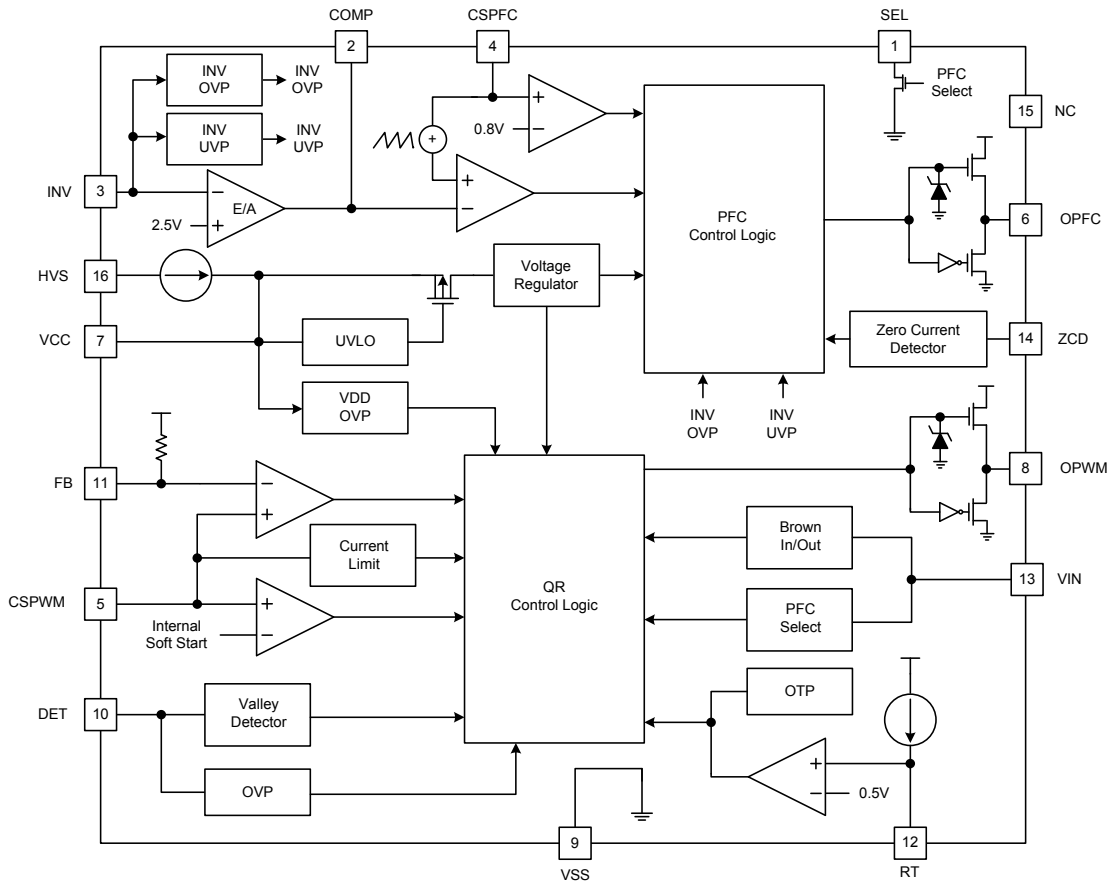 COMP
CSPFC
SEL
2
4
1
INV
OVP
INV
OVP
PFC
Select
INV
UVP
INV
UVP
0.8V
15
NC
INV
3
E/A
2.5V
PFC
Control Logic
6
OPFC
HVS
16
Voltage
Regulator
VCC
7
UVLO
Zero Current
Detector
14
ZCD
VDD
OVP
INV
OVP
INV
UVP
FB
11
8
OPWM
Current
Limit
Brown
In/Out
QR
Control Logic
CSPWM
5
13
VIN
Internal
Soft Start
PFC
Select
DET
10
Valley
Detector
OTP
OVP
0.5V
9
VSS
12
RT
+
−
+
−
−
+
−
+
+
−
+
−
+